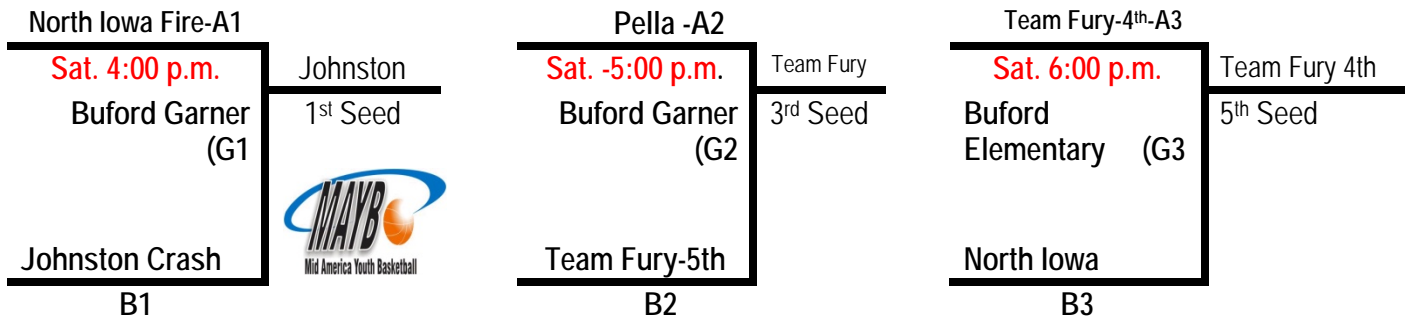 North Iowa Fire-A1
Sat. 4:00 p.m.
Johnston
Buford Garner
(G1
1st Seed
MAYB
Mid America Youth Basketball
Johnston Crash
B1
Pella -A2
Sat. -5:00 p.m.
Team Fury
Buford Garner
(G2
3rd Seed
Team Fury-5th
B2
Team Fury-4th-A3
Sat. 6:00 p.m.
Team Fury 4th
Buford
Elementary (G3
5th Seed
North Iowa
B3